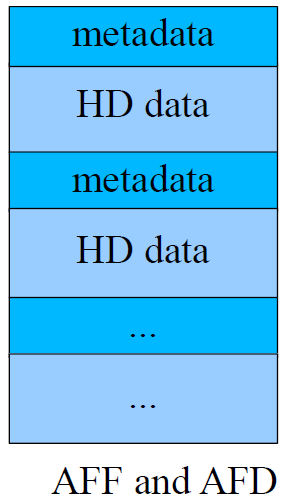 metadata
HD data
metadata
HD data
...
...
AFF and AFD